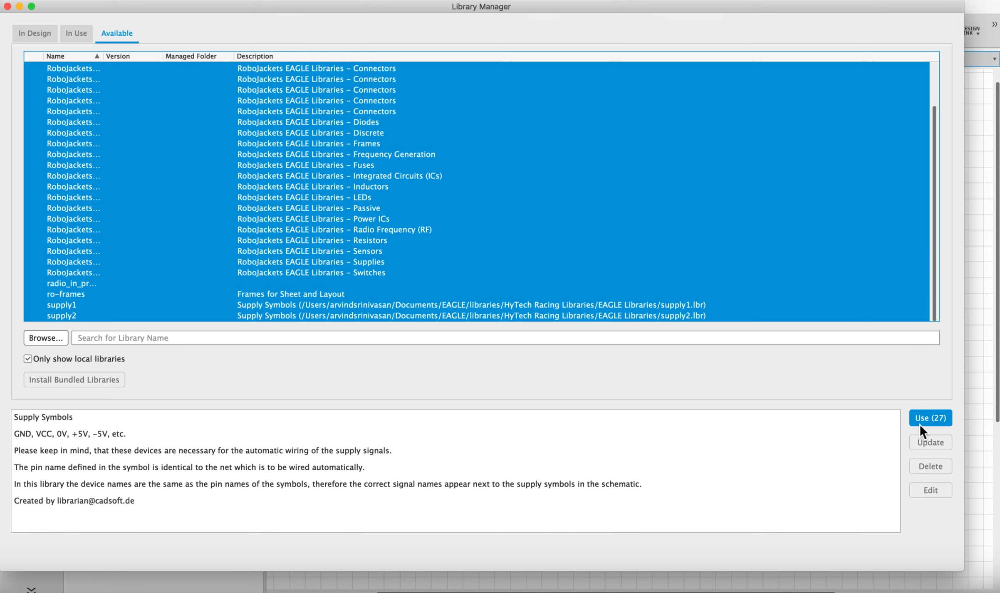 Library Manager
In Design In Use Available
ESIGN
INK
Name Version Managed Folder Description
RoboJackets... RoboJackets EAGLE Libraries – Connectors
RoboJackets... RoboJackets EAGLE Libraries – Connectors
RoboJackets... RoboJackets EAGLE Libraries – Connectors
RoboJackets... RoboJackets EAGLE Libraries – Connectors
RoboJackets... RoboJackets EAGLE Libraries – Connectors
RoboJackets... RoboJackets EAGLE Libraries – Diodes
RoboJackets... RoboJackets EAGLE Libraries – Discrete
RoboJackets... RoboJackets EAGLE Libraries – Frames
RoboJackets... RoboJackets EAGLE Libraries – Frequency Generation
RoboJackets... RoboJackets EAGLE Libraries – Fuses
RoboJackets... RoboJackets EAGLE Libraries – Integrated Circuits (ICs)
RoboJackets... RoboJackets EAGLE Libraries – Inductors
RoboJackets... RoboJackets EAGLE Libraries – LEDs
RoboJackets... RoboJackets EAGLE Libraries – Passive
RoboJackets... RoboJackets EAGLE Libraries – Power ICs
RoboJackets... RoboJackets EAGLE Libraries – Radio Frequency (RF)
RoboJackets... RoboJackets EAGLE Libraries – Resistors
RoboJackets... RoboJackets EAGLE Libraries – Sensors
RoboJackets... RoboJackets EAGLE Libraries – Supplies
RoboJackets... RoboJackets EAGLE Libraries – Switches
radio_in_pr...
ro-frames Frames for Sheet and Layout
supply1 Supply Symbols (/Users/arvindsrinivasan/Documents/EAGLE/libraries/HyTech Racing Libraries/EAGLE Libraries/supply1.lbr)
supply2 Supply Symbols (/Users/arvindsrinivasan/Documents/EAGLE/libraries/HyTech Racing Libraries/EAGLE Libraries/supply2.lbr)
Browse... Search for Library Name
Only show local libraries
Install Bundled Libraries
Supply Symbols
GND, VCC, 0V, +5V, -5V, etc.
Please keep in mind, that these devices are necessary for the automatic wiring of the supply signals.
The pin name defined in the symbol is identical to the net which is to be wired automatically.
In this library the device names are the same as the pin names of the symbols, therefore the correct signal names appear next to the supply symbols in the schematic.
Created by librarian@cadsoft.de
Use (27)
Update
Delete
Edit